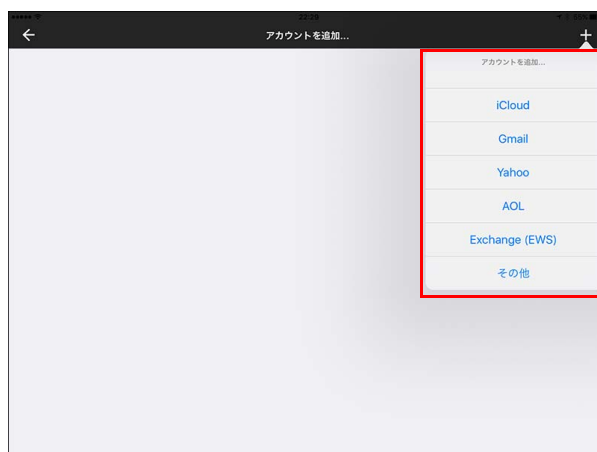 22:29
55%
アカウントを追加...
アカウントを追加...
iCloud
Gmail
Yahoo
AOL
Exchange (EWS)
その他